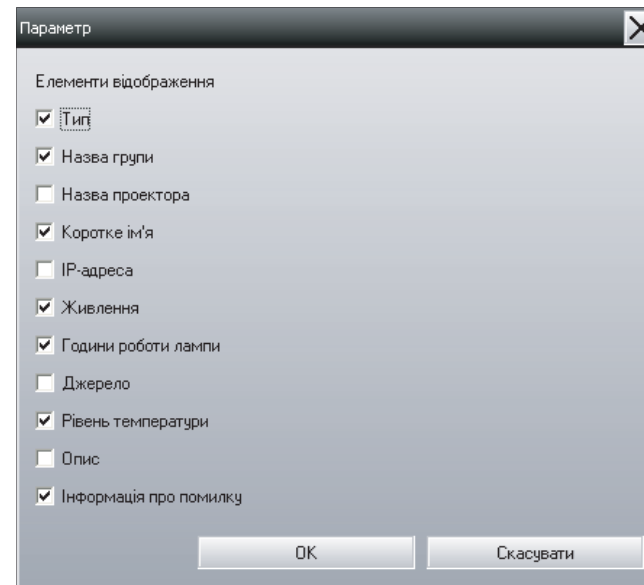 Параметр
Елементи відображення
Тип
Назва групи
Назва проектора
Коротке ім'я
IP-адреса
Живлення
Години роботи лампи
Джерело
Рівень температури
Опис
Інформація про помилку
OK Скасувати